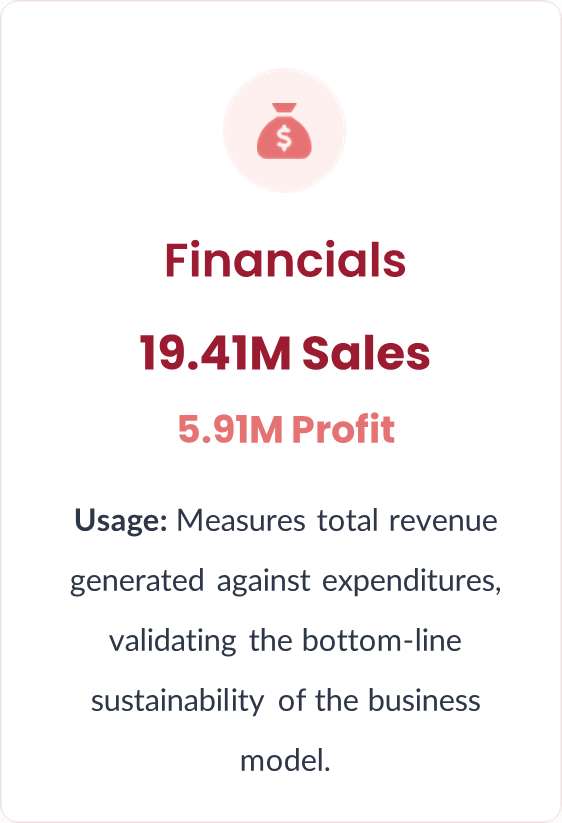 $
Financials
19.41M Sales
5.91M Profit
Usage: Measures total revenue
generated against expenditures,
validating the bottom-line
sustainability of the business
model.